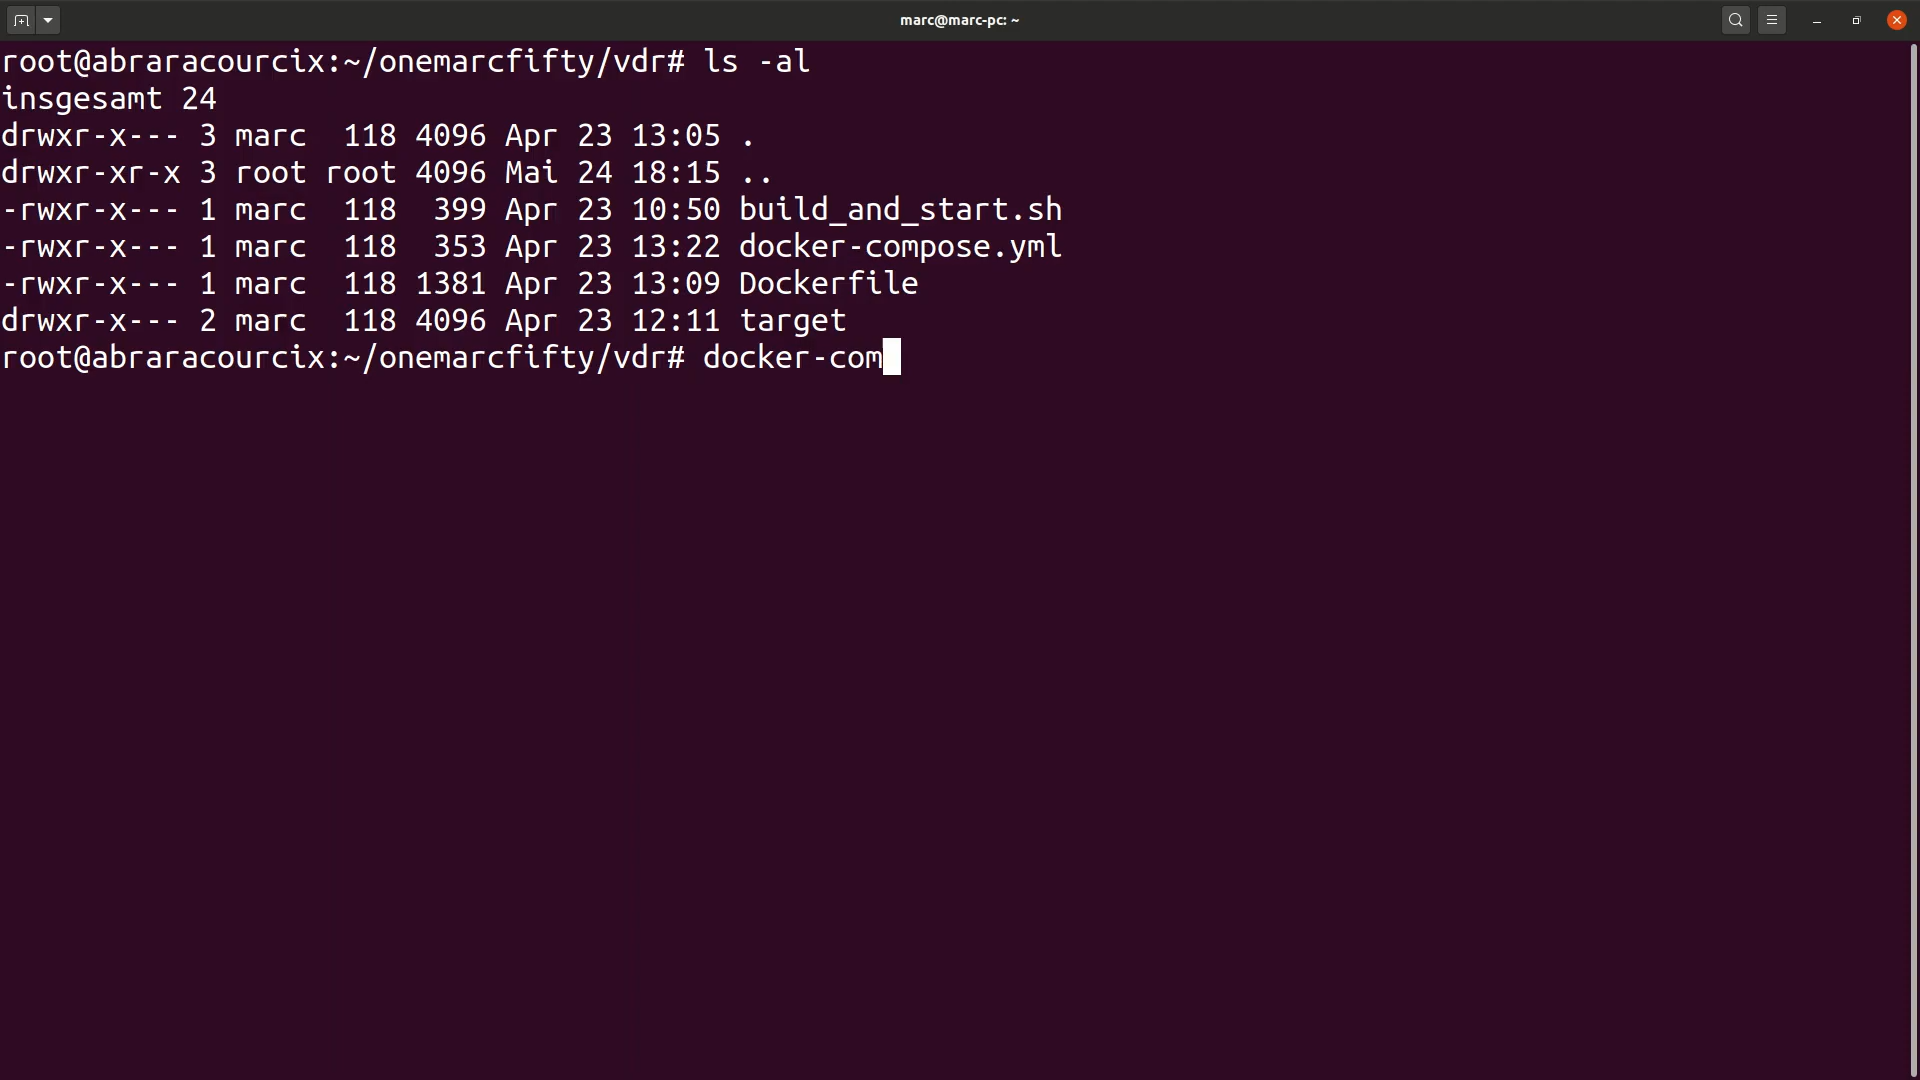 marc@marc-pc: ~
root@abraracourcix:~/onemarcfifty/vdr# ls -al
insgesamt 24
drwxr-x--- 3 marc  118 4096 Apr 23 13:05 .
drwxr-xr-x 3 root root 4096 Mai 24 18:15 ..
-rwxr-x--- 1 marc  118  399 Apr 23 10:50 build_and_start.sh
-rwxr-x--- 1 marc  118  353 Apr 23 13:22 docker-compose.yml
-rwxr-x--- 1 marc  118 1381 Apr 23 13:09 Dockerfile
drwxr-x--- 2 marc  118 4096 Apr 23 12:11 target
root@abraracourcix:~/onemarcfifty/vdr# docker-com